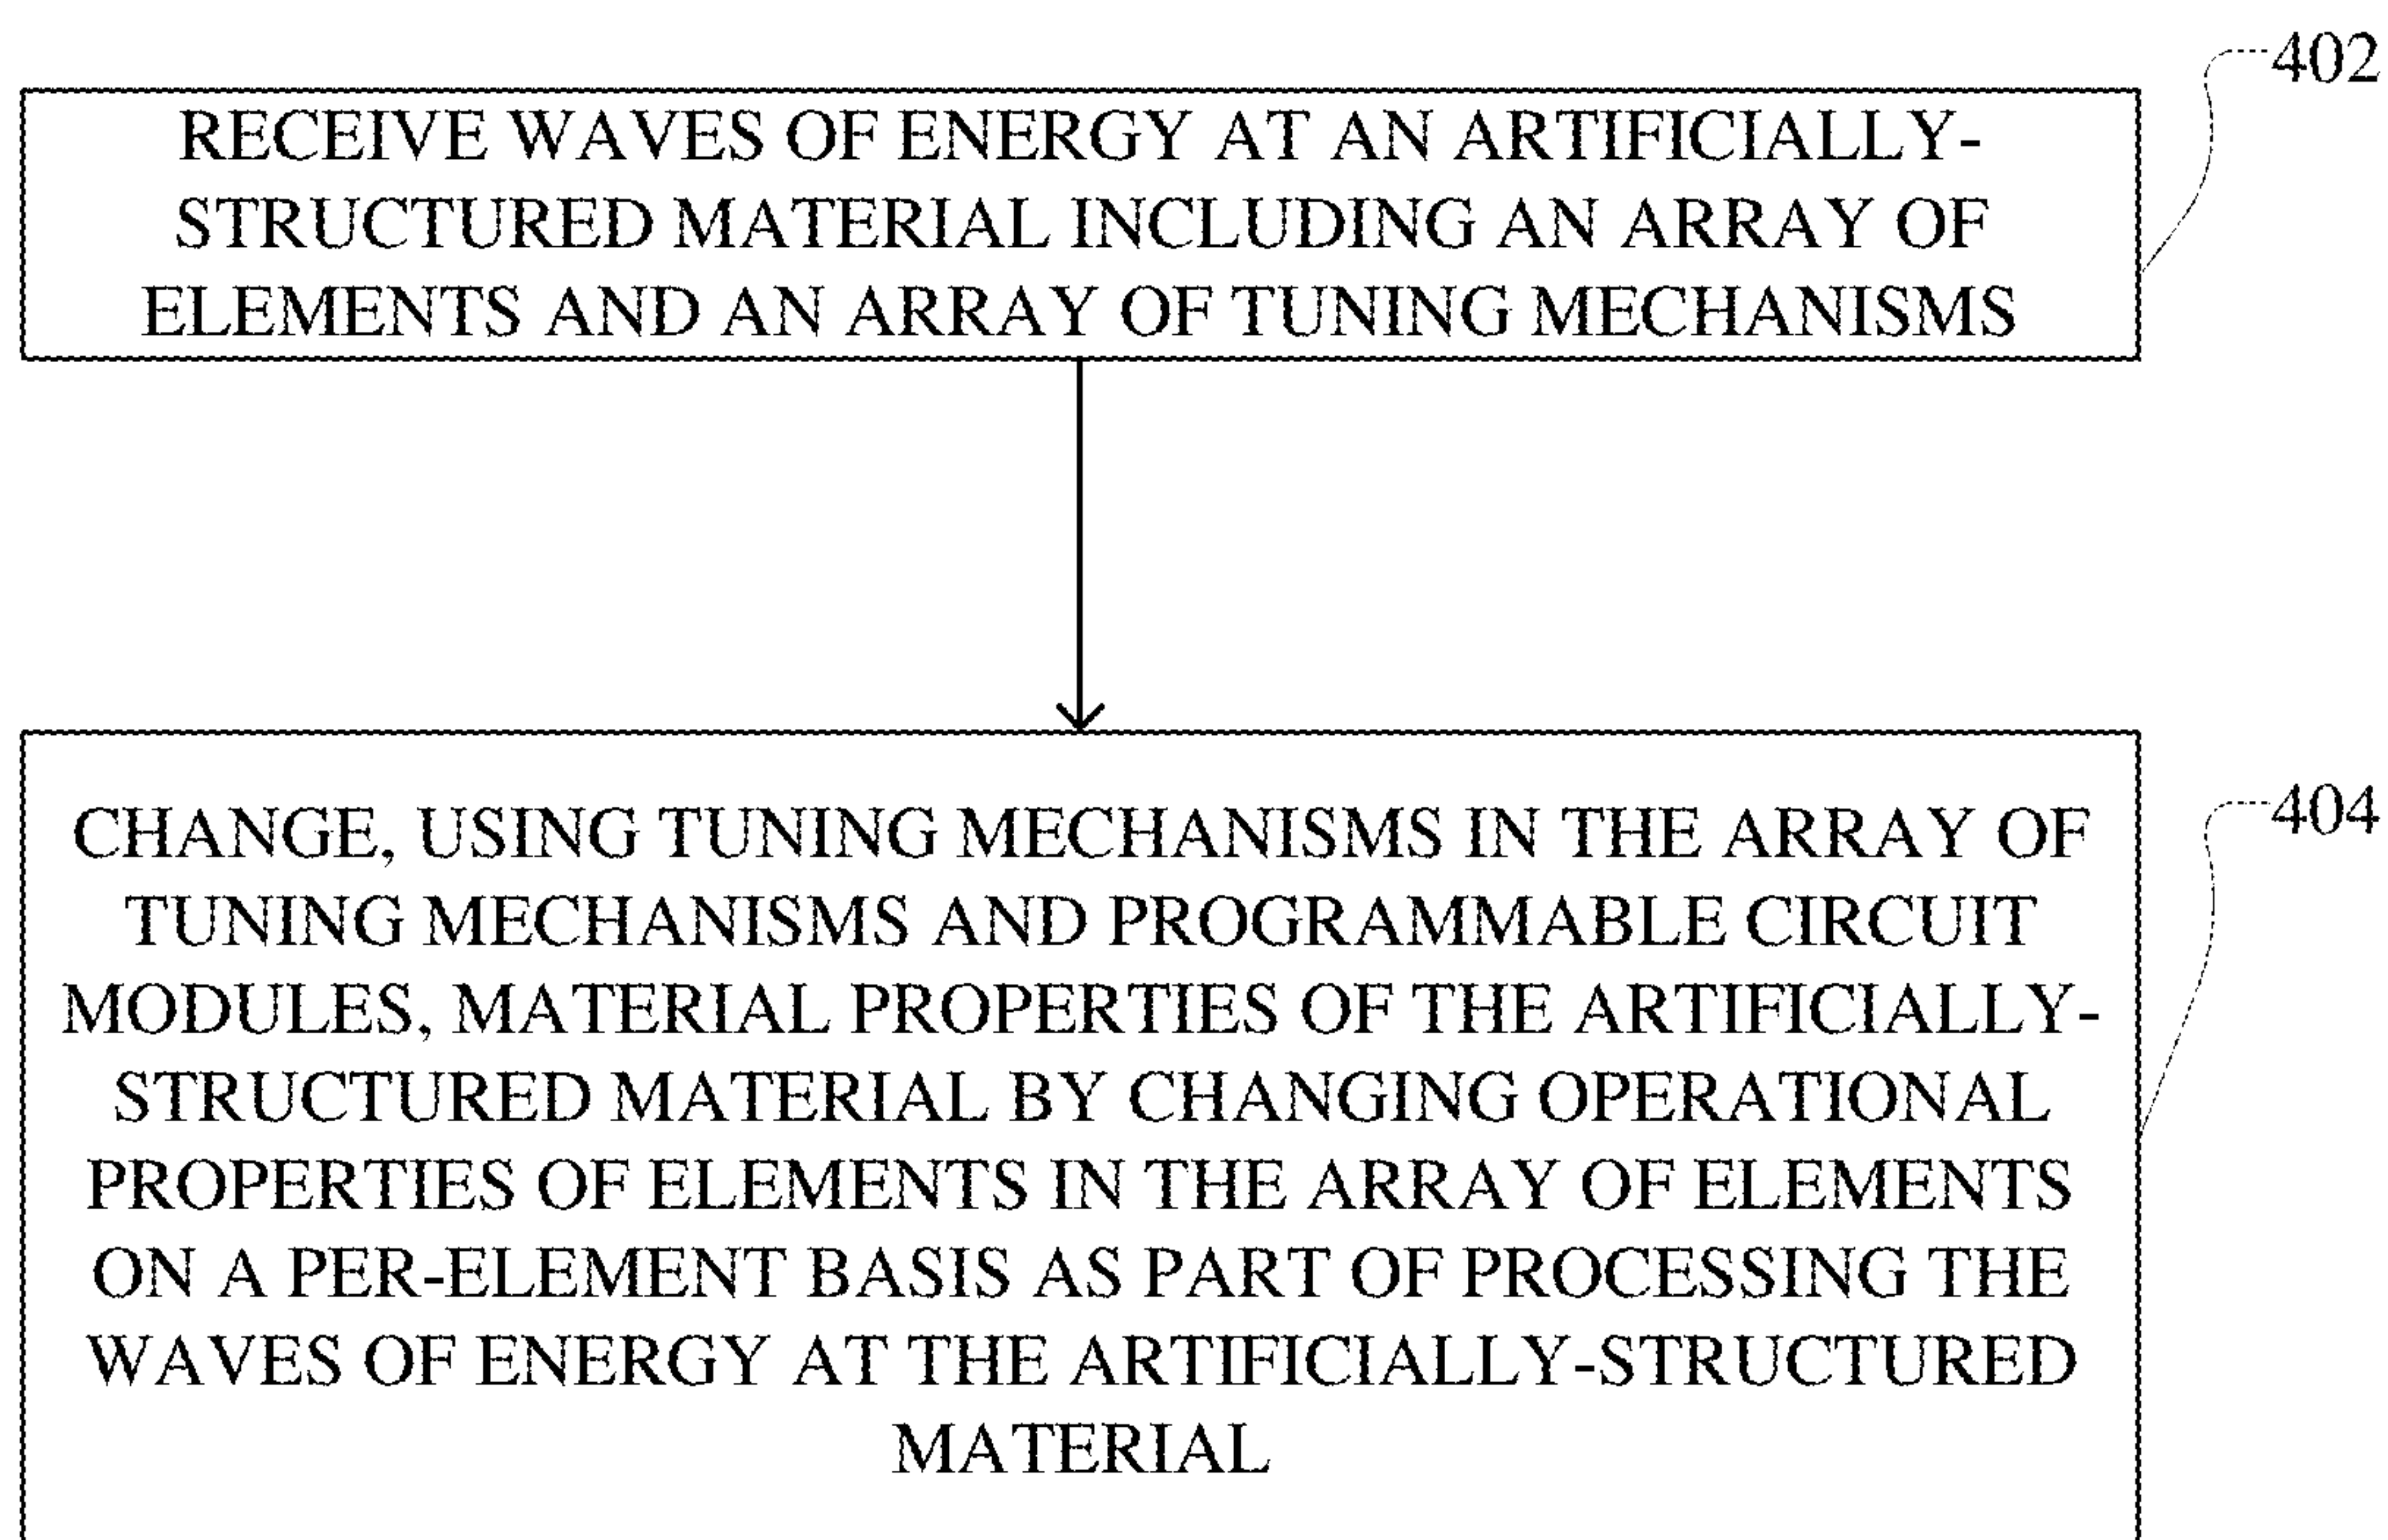 402
RECEIVE WAVES OF ENERGY AT AN ARTIFICIALLY-
STRUCTURED MATERIAL INCLUDING AN ARRAY OF
ELEMENTS AND AN ARRAY OF TUNING MECHANISMS
404
CHANGE, USING TUNING MECHANISMS IN THE ARRAY OF
TUNING MECHANISMS AND PROGRAMMABLE CIRCUIT
MODULES, MATERIAL PROPERTIES OF THE ARTIFICIALLY-
STRUCTURED MATERIAL BY CHANGING OPERATIONAL
PROPERTIES OF ELEMENTS IN THE ARRAY OF ELEMENTS
ON A PER-ELEMENT BASIS AS PART OF PROCESSING THE
WAVES OF ENERGY AT THE ARTIFICIALLY-STRUCTURED
MATERIAL